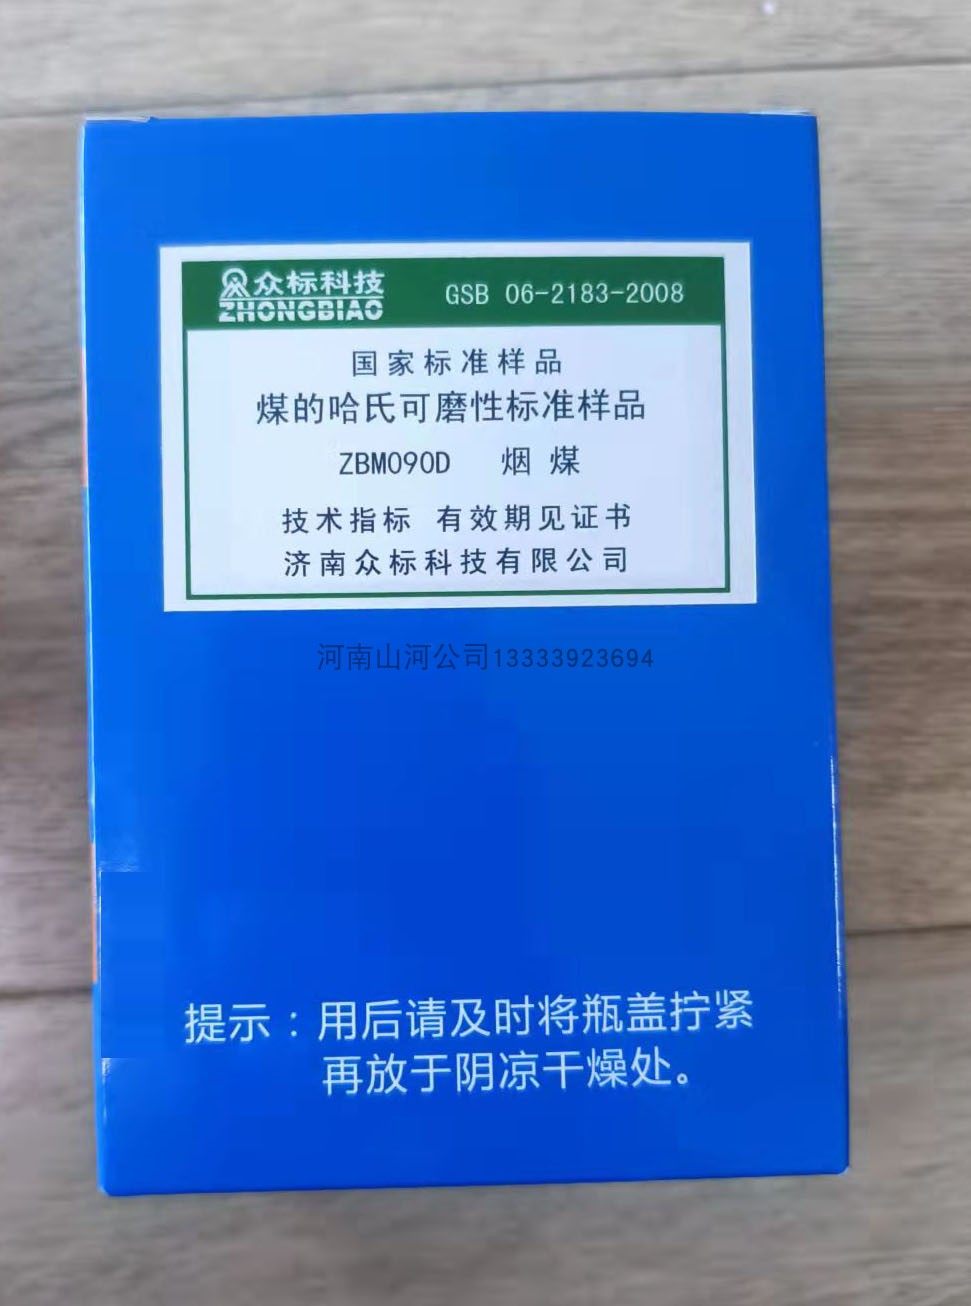 众标科技
ZHONGBIAO
GSB 06-2183-2008
国家标准样品
煤的哈氏可磨性标准样品
ZBM090D 烟煤
技术指标 有效期见证书
济南众标科技有限公司
河南山河公司13333923694
提示：用后请及时将瓶盖拧紧
再放于阴凉干燥处。